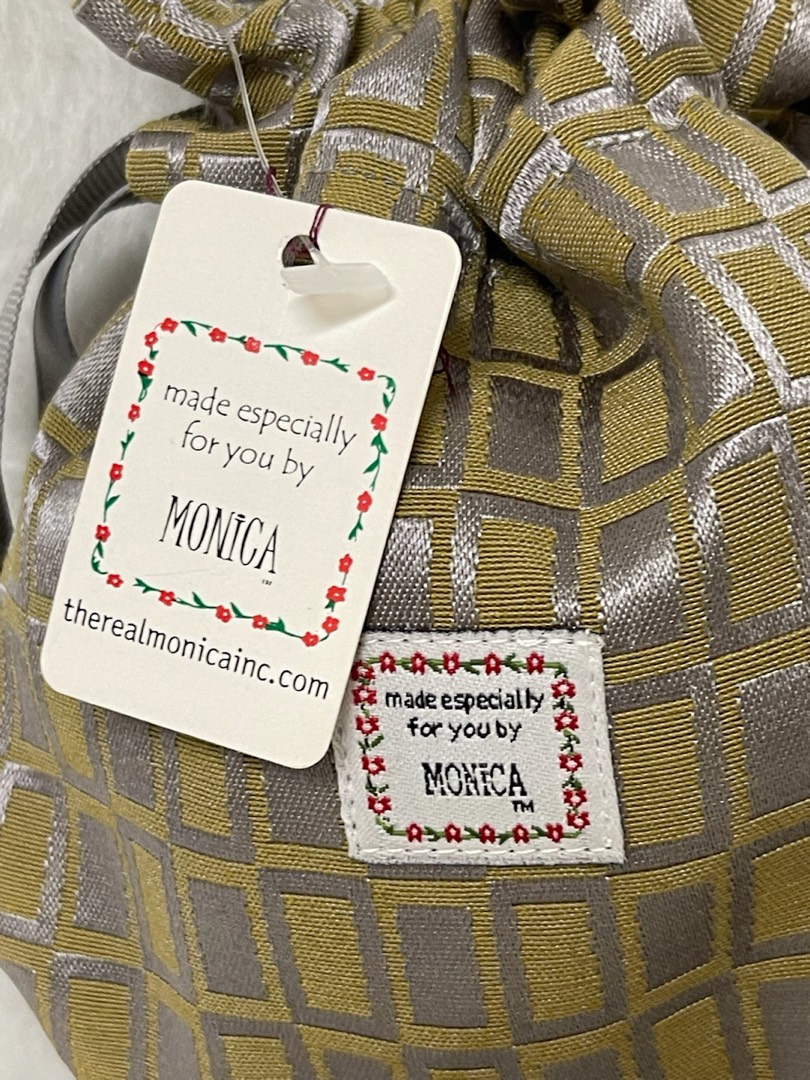 made especially
for you by
MONICA
™
therealmonicainc.com
made especially
for you by
MONICA
TM